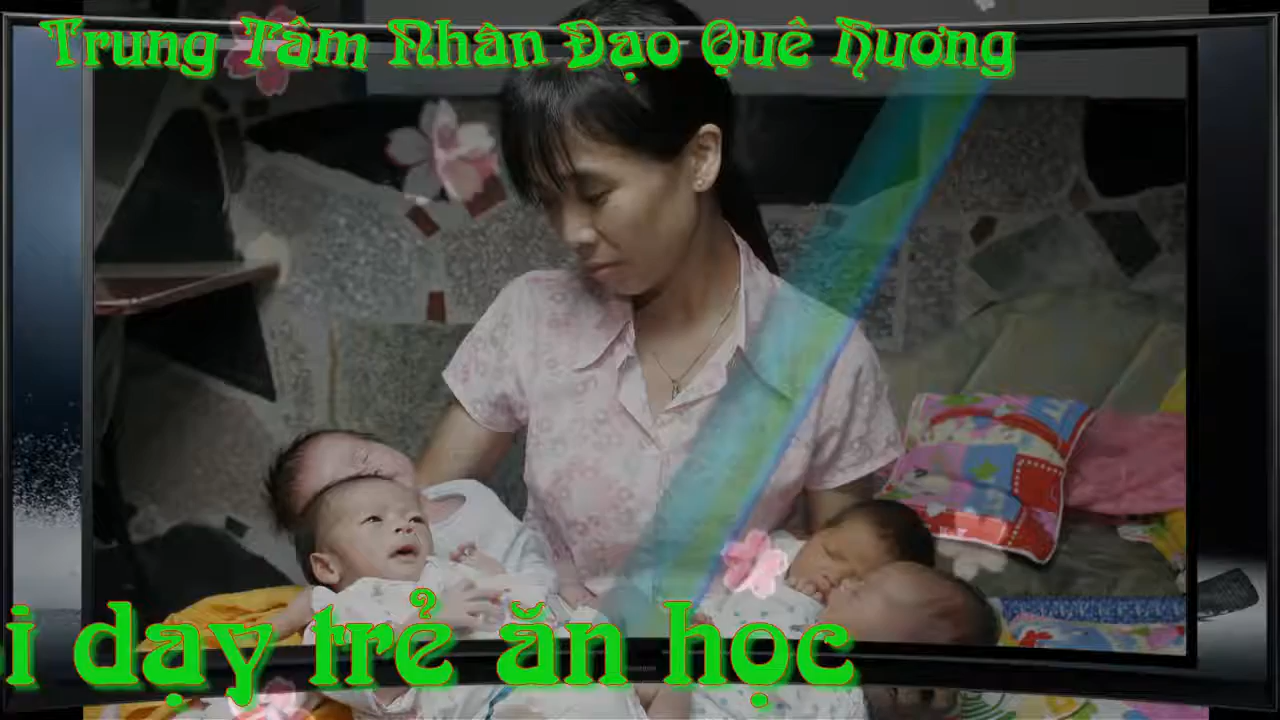 Trung Tâm Nhân Đạo Quê Hương
i dạy trẻ ăn học